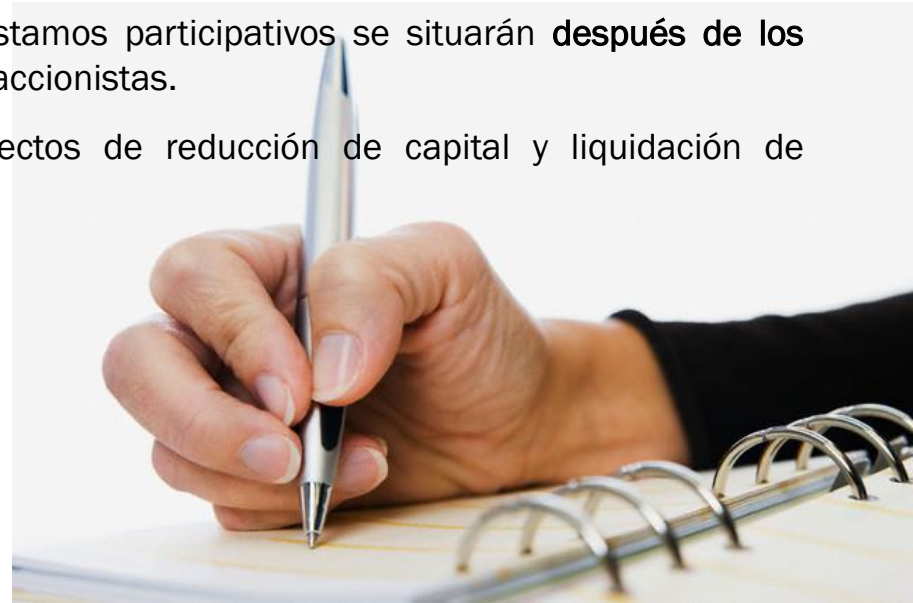 stamos participativos se situarán después de los
accionistas.
ectos de reducción de capital y liquidación de